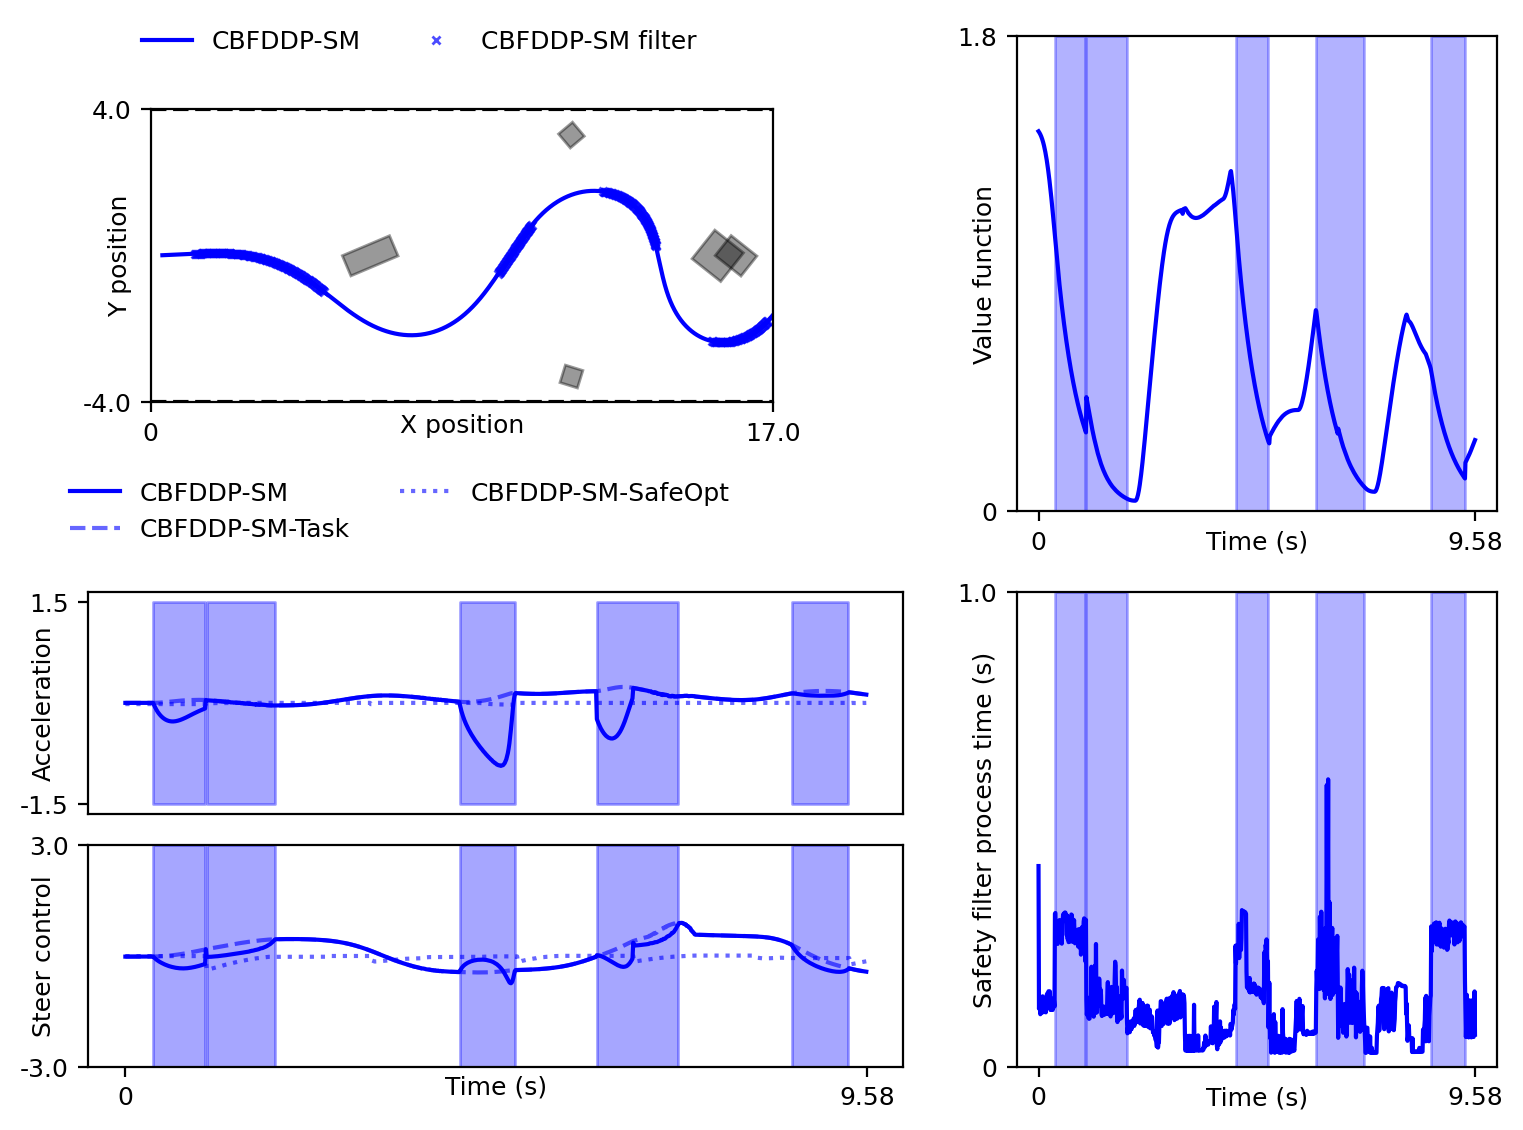 CBFDDP-SM
CBFDDP-SM filter
4.0
Y position
-4.0
0
X position
17.0
1.8
Value function
0
0
Time (s)
9.58
CBFDDP-SM
CBFDDP-SM-SafeOpt
CBFDDP-SM-Task
1.5
Acceleration
-1.5
3.0
Steer control
-3.0
0
Time (s)
9.58
1.0
Safety filter process time (s)
0
0
Time (s)
9.58